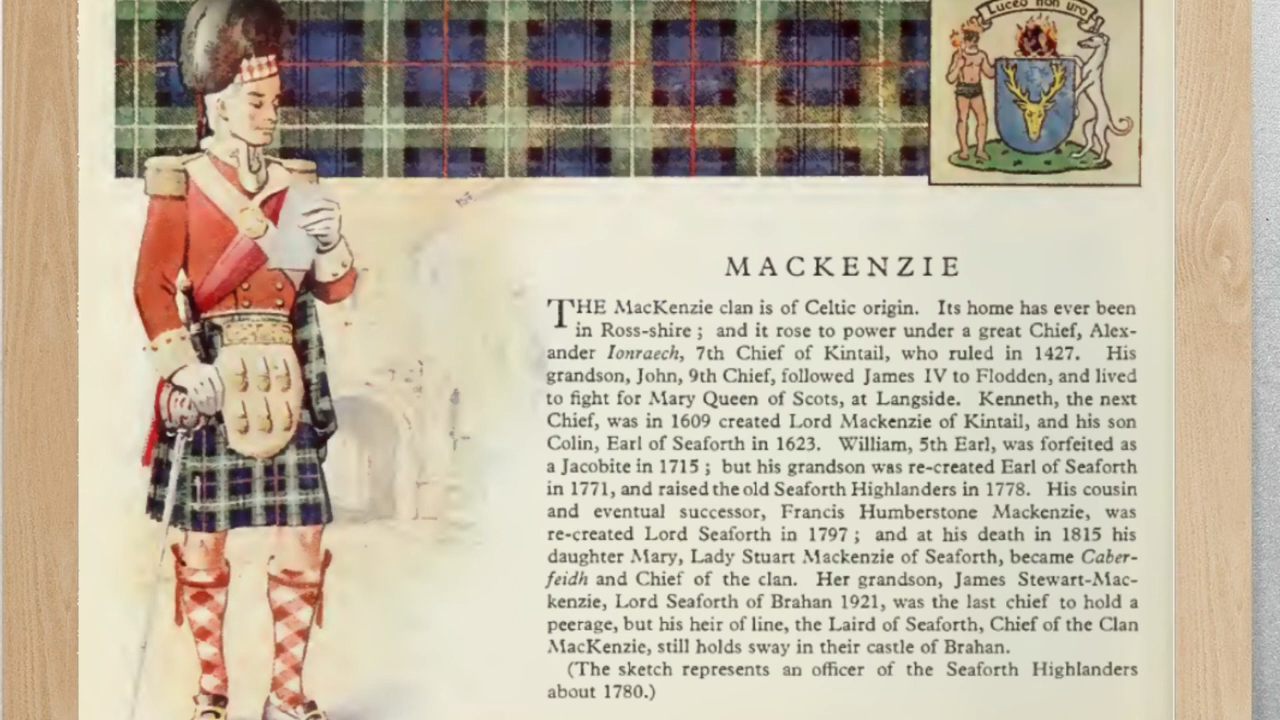 Luceo non uro
MACKENZIE
THE MacKenzie clan is of Celtic origin. Its home has ever been
in Ross-shire ; and it rose to power under a great Chief, Alex-
ander Ionraech, 7th Chief of Kintail, who ruled in 1427. His
grandson, John, 9th Chief, followed James IV to Flodden, and lived
to fight for Mary Queen of Scots, at Langside. Kenneth, the next
Chief, was in 1609 created Lord Mackenzie of Kintail, and his son
Colin, Earl of Seaforth in 1623. William, 5th Earl, was forfeited as
a Jacobite in 1715 ; but his grandson was re-created Earl of Seaforth
in 1771, and raised the old Seaforth Highlanders in 1778. His cousin
and eventual successor, Francis Humberstone Mackenzie, was
re-created Lord Seaforth in 1797 ; and at his death in 1815 his
daughter Mary, Lady Stuart Mackenzie of Seaforth, became Caber-
feidh and Chief of the clan. Her grandson, James Stewart-Mac-
kenzie, Lord Seaforth of Brahan 1921, was the last chief to hold a
peerage, but his heir of line, the Laird of Seaforth, Chief of the Clan
MacKenzie, still holds sway in their castle of Brahan.
(The sketch represents an officer of the Seaforth Highlanders
about 1780.)